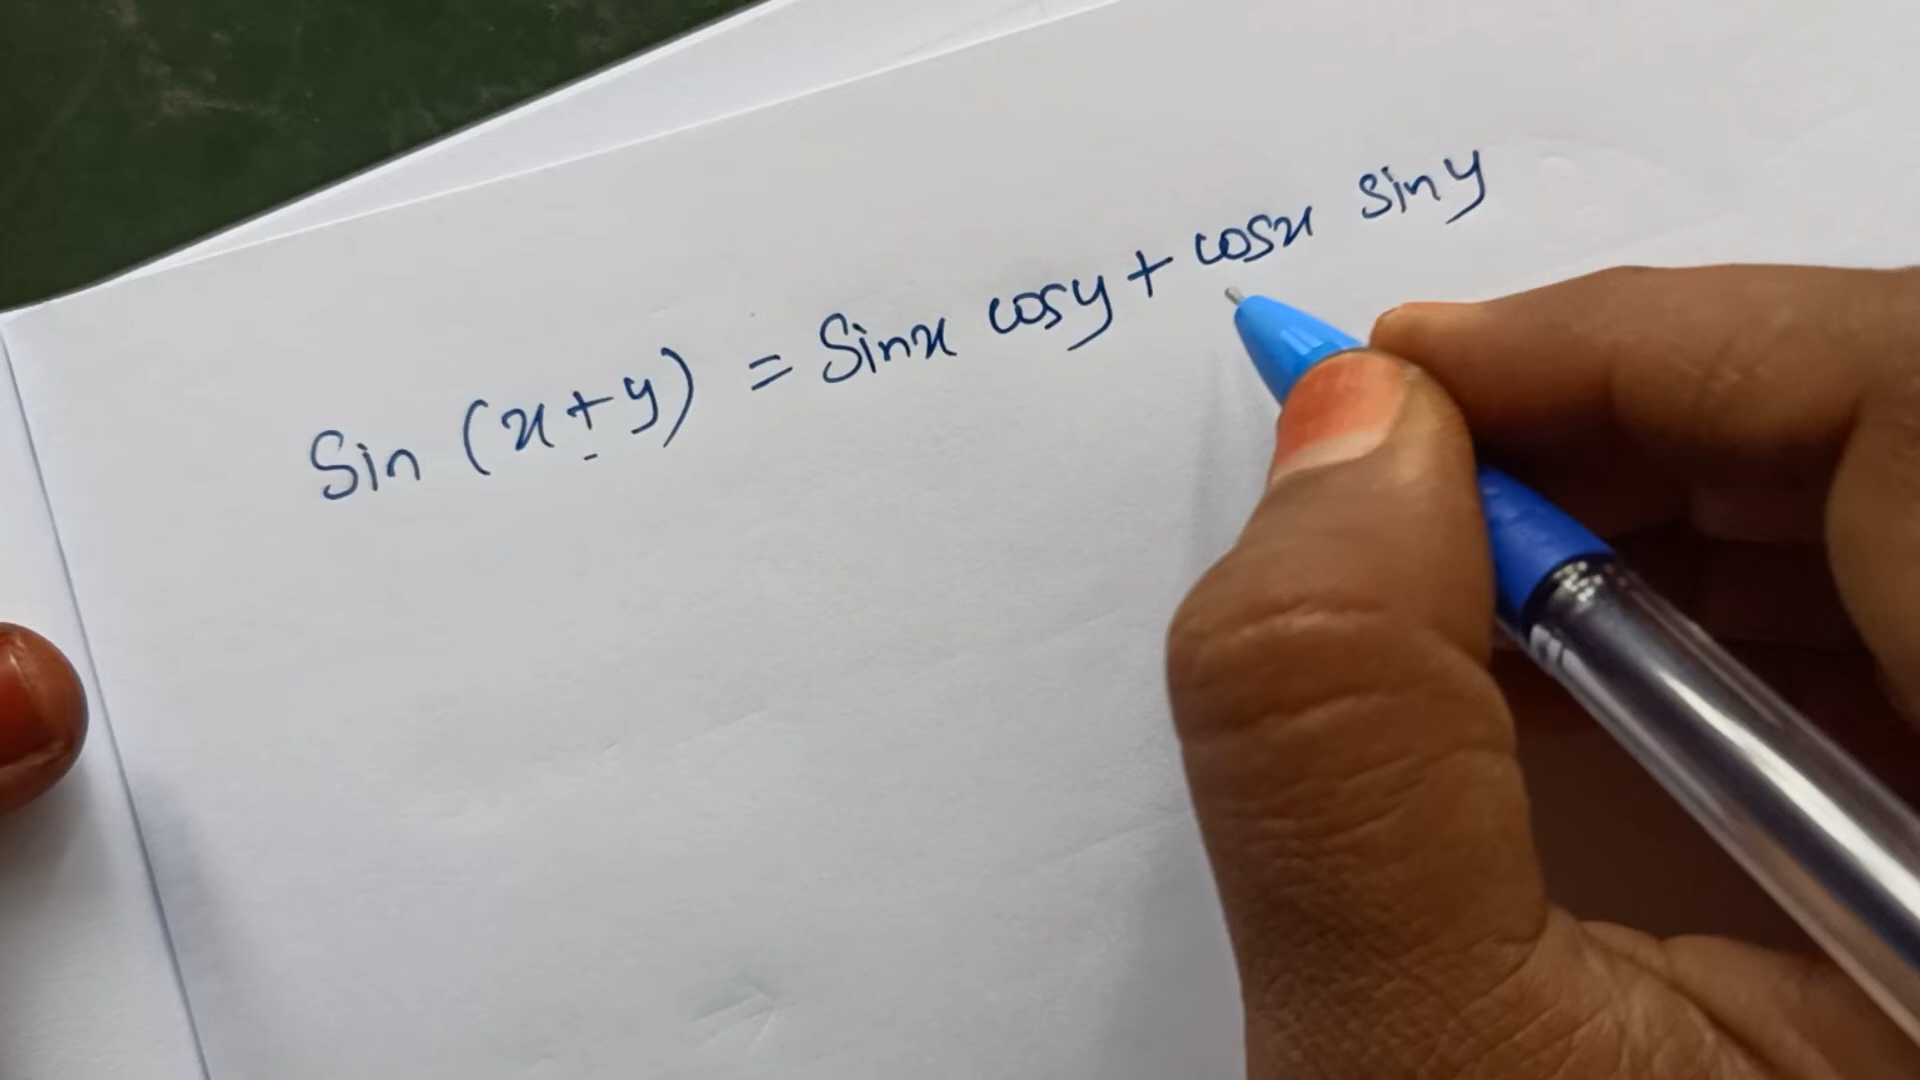 Sin (x+y) = Sinx cosy + cosx siny